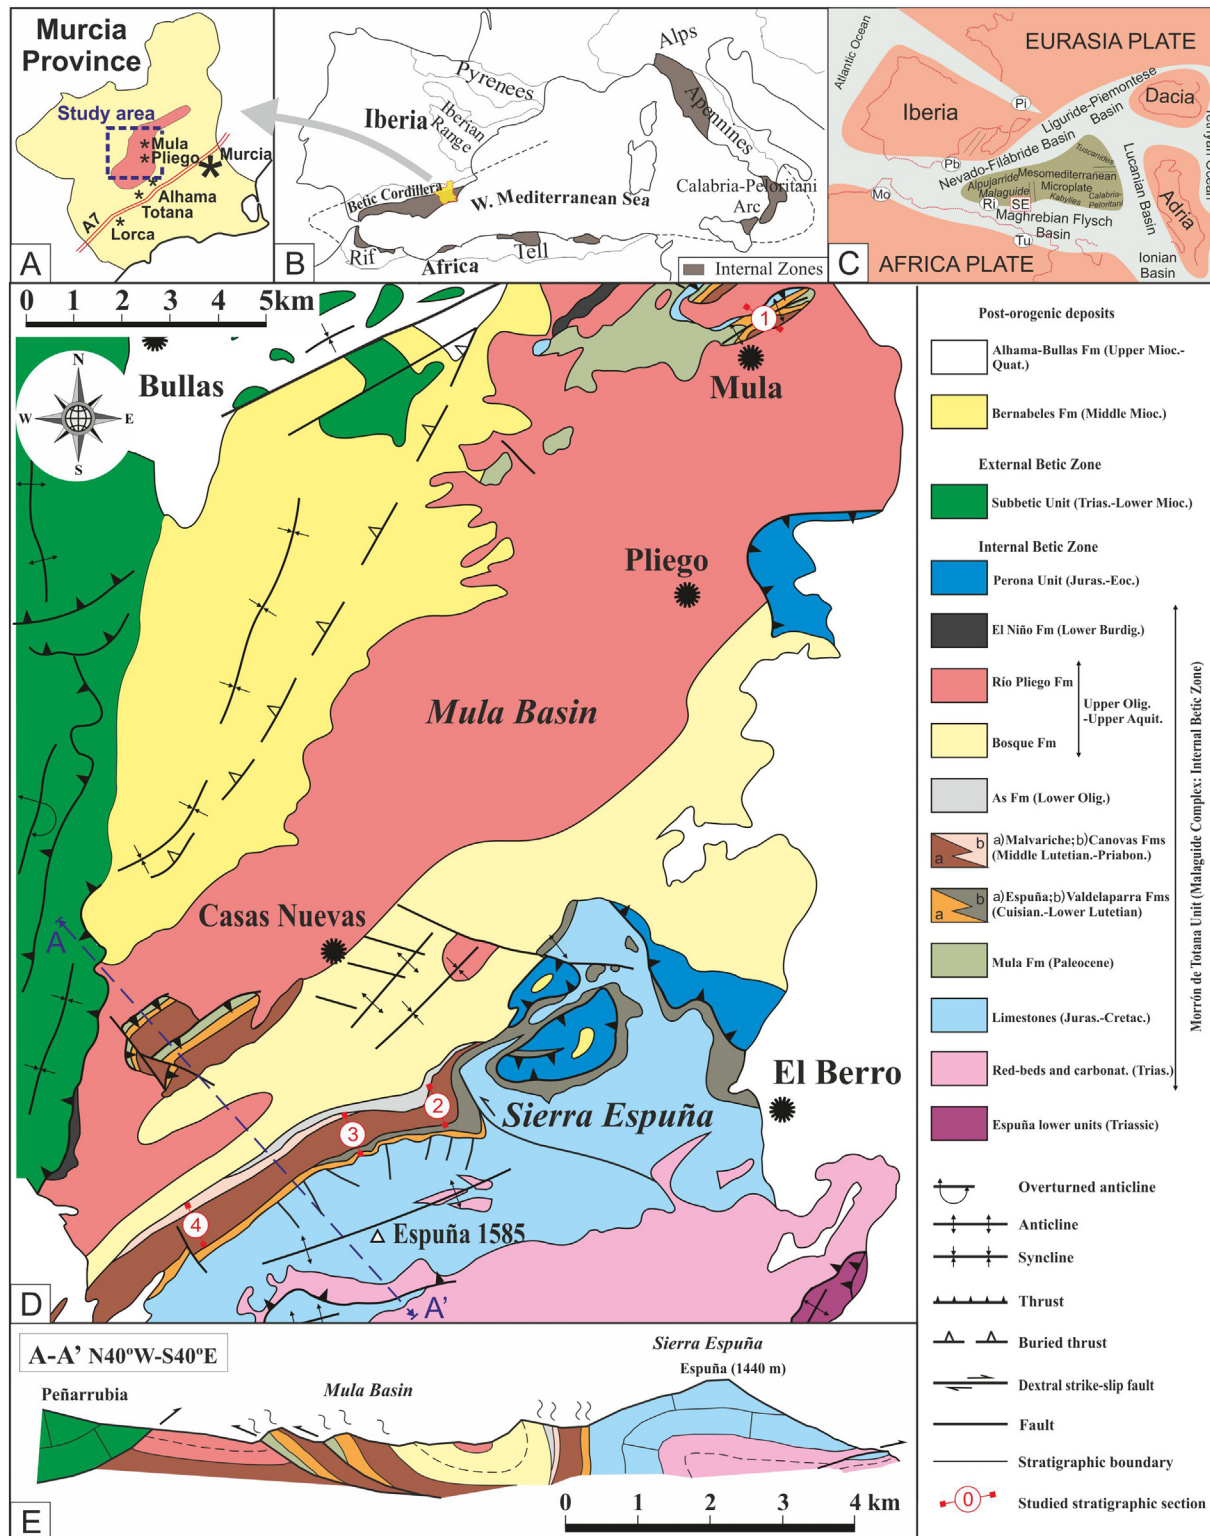 Murcia
Province
Study area
Mula
Pliego
Murcia
Alhama
Totana
A7
Lorca
A
Alps
Pyrenees
Iberian
Range
Iberia
Apennines
Betic Cordillera
W. Mediterranean Sea
Calabria-Peloritani
Arc
Rif
Tell
Africa
Internal Zones
B
Atlantic Ocean
EURASIA PLATE
Iberia
Pi
Liguride-Piemontese
Basin
Dacia
Nevado-Filábride Basin
Pb
Tuscanides
Alpujarride
Mesomediterranean
Microplate
Malaguide
Kabylies
Calabria-
Peloritani
Lucanian Basin
Adria
Mo
Ri
SE
Maghrebian Flysch
Basin
Tu
Ionian
Basin
AFRICA PLATE
C
0 1 2 3 4 5km
N
W
E
S
Bullas
1
Mula
Pliego
Mula Basin
Casas Nuevas
A
El Berro
Sierra Espuña
2
3
4
Espuña 1585
A'
D
Post-orogenic deposits
Alhama-Bullas Fm (Upper Mioc.-
Quat.)
Bernabeles Fm (Middle Mioc.)
External Betic Zone
Subbetic Unit (Trias.-Lower Mioc.)
Internal Betic Zone
Perona Unit (Juras.-Eoc.)
El Niño Fm (Lower Burdig.)
Río Pliego Fm
Upper Olig.
-Upper Aquit.
Bosque Fm
As Fm (Lower Olig.)
a b
a)Malvariche;b)Canovas Fms
(Middle Lutetian.-Priabon.)
a b
a)Espuña;b)Valdelaparra Fms
(Cuisian.-Lower Lutetian)
Mula Fm (Paleocene)
Limestones (Juras.-Cretac.)
Red-beds and carbonat. (Trias.)
Morrón de Totana Unit (Malaguide Complex: Internal Betic Zone)
Espuña lower units (Triassic)
Overturned anticline
Anticline
Syncline
Thrust
Buried thrust
Dextral strike-slip fault
Fault
Stratigraphic boundary
0
Studied stratigraphic section
A-A' N40ºW-S40ºE
Sierra Espuña
Espuña (1440 m)
Peñarrubia
Mula Basin
E
0 1 2 3 4 km